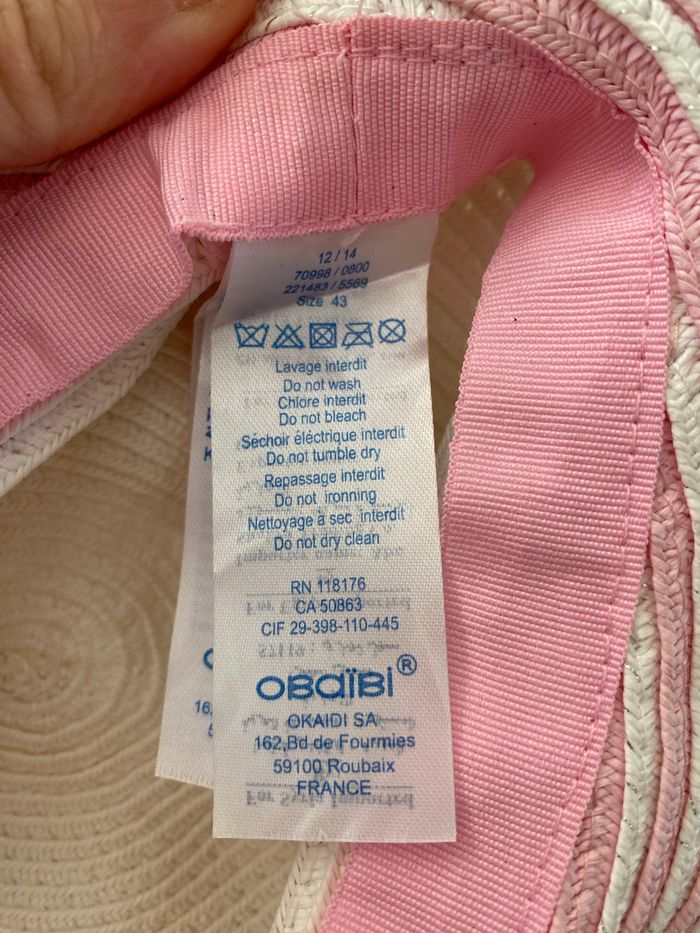 12 / 14
70998 / 0800
221483 / 5569
Size 43
Lavage interdit
Do not wash
Chlore interdit
Do not bleach
Séchoir éléctrique interdit
Do not tumble dry
Repassage interdit
Do not ironning
Nettoyage à sec interdit
Do not dry clean
RN 118176
CA 50863
CIF 29-398-110-445
OBaïBi®
OKAIDI SA
162,Bd de Fourmies
59100 Roubaix
FRANCE